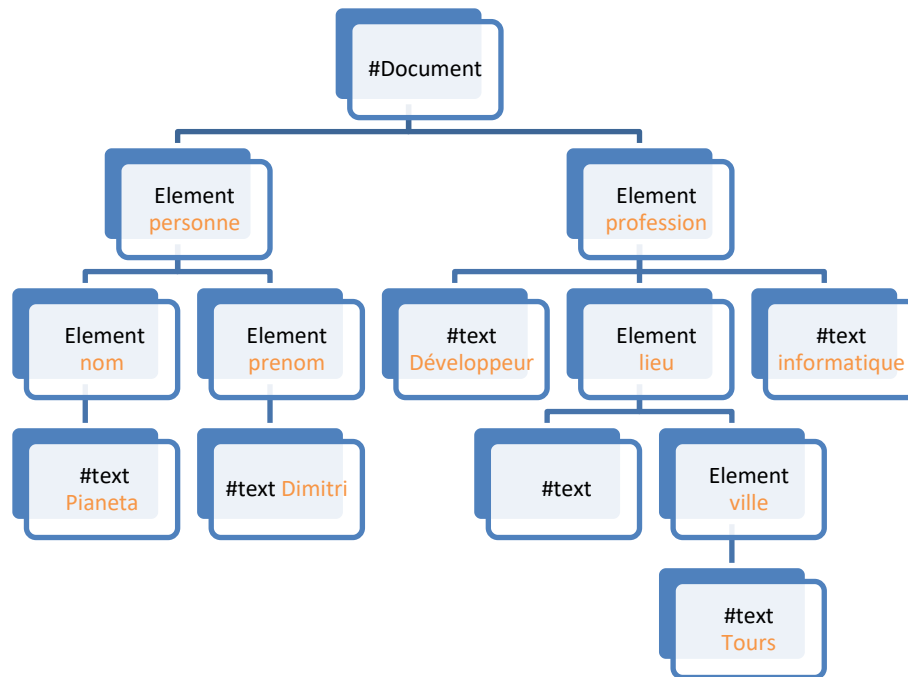 #Document
Element
personne
Element
profession
Element
nom
Element
prenom
#text
Développeur
Element
lieu
#text
informatique
#text
Pianeta
#text Dimitri
#text
Element
ville
#text
Tours